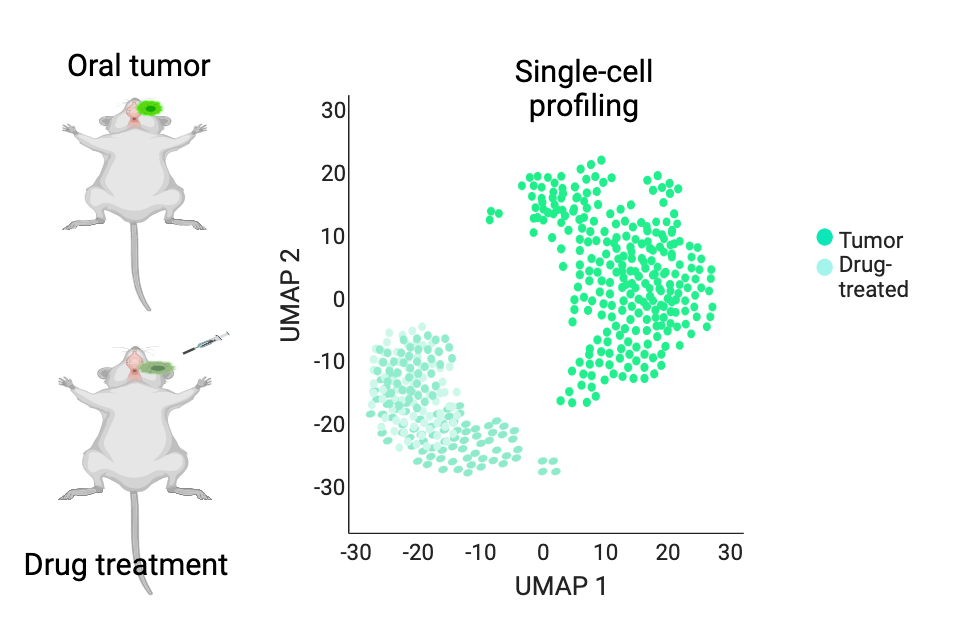 Oral tumor
Drug treatment
Single-cell
profiling
30
20
10
0
-10
-20
-30
UMAP 2
-30
-20
-10
0
10
20
30
UMAP 1
Tumor
Drug-
treated